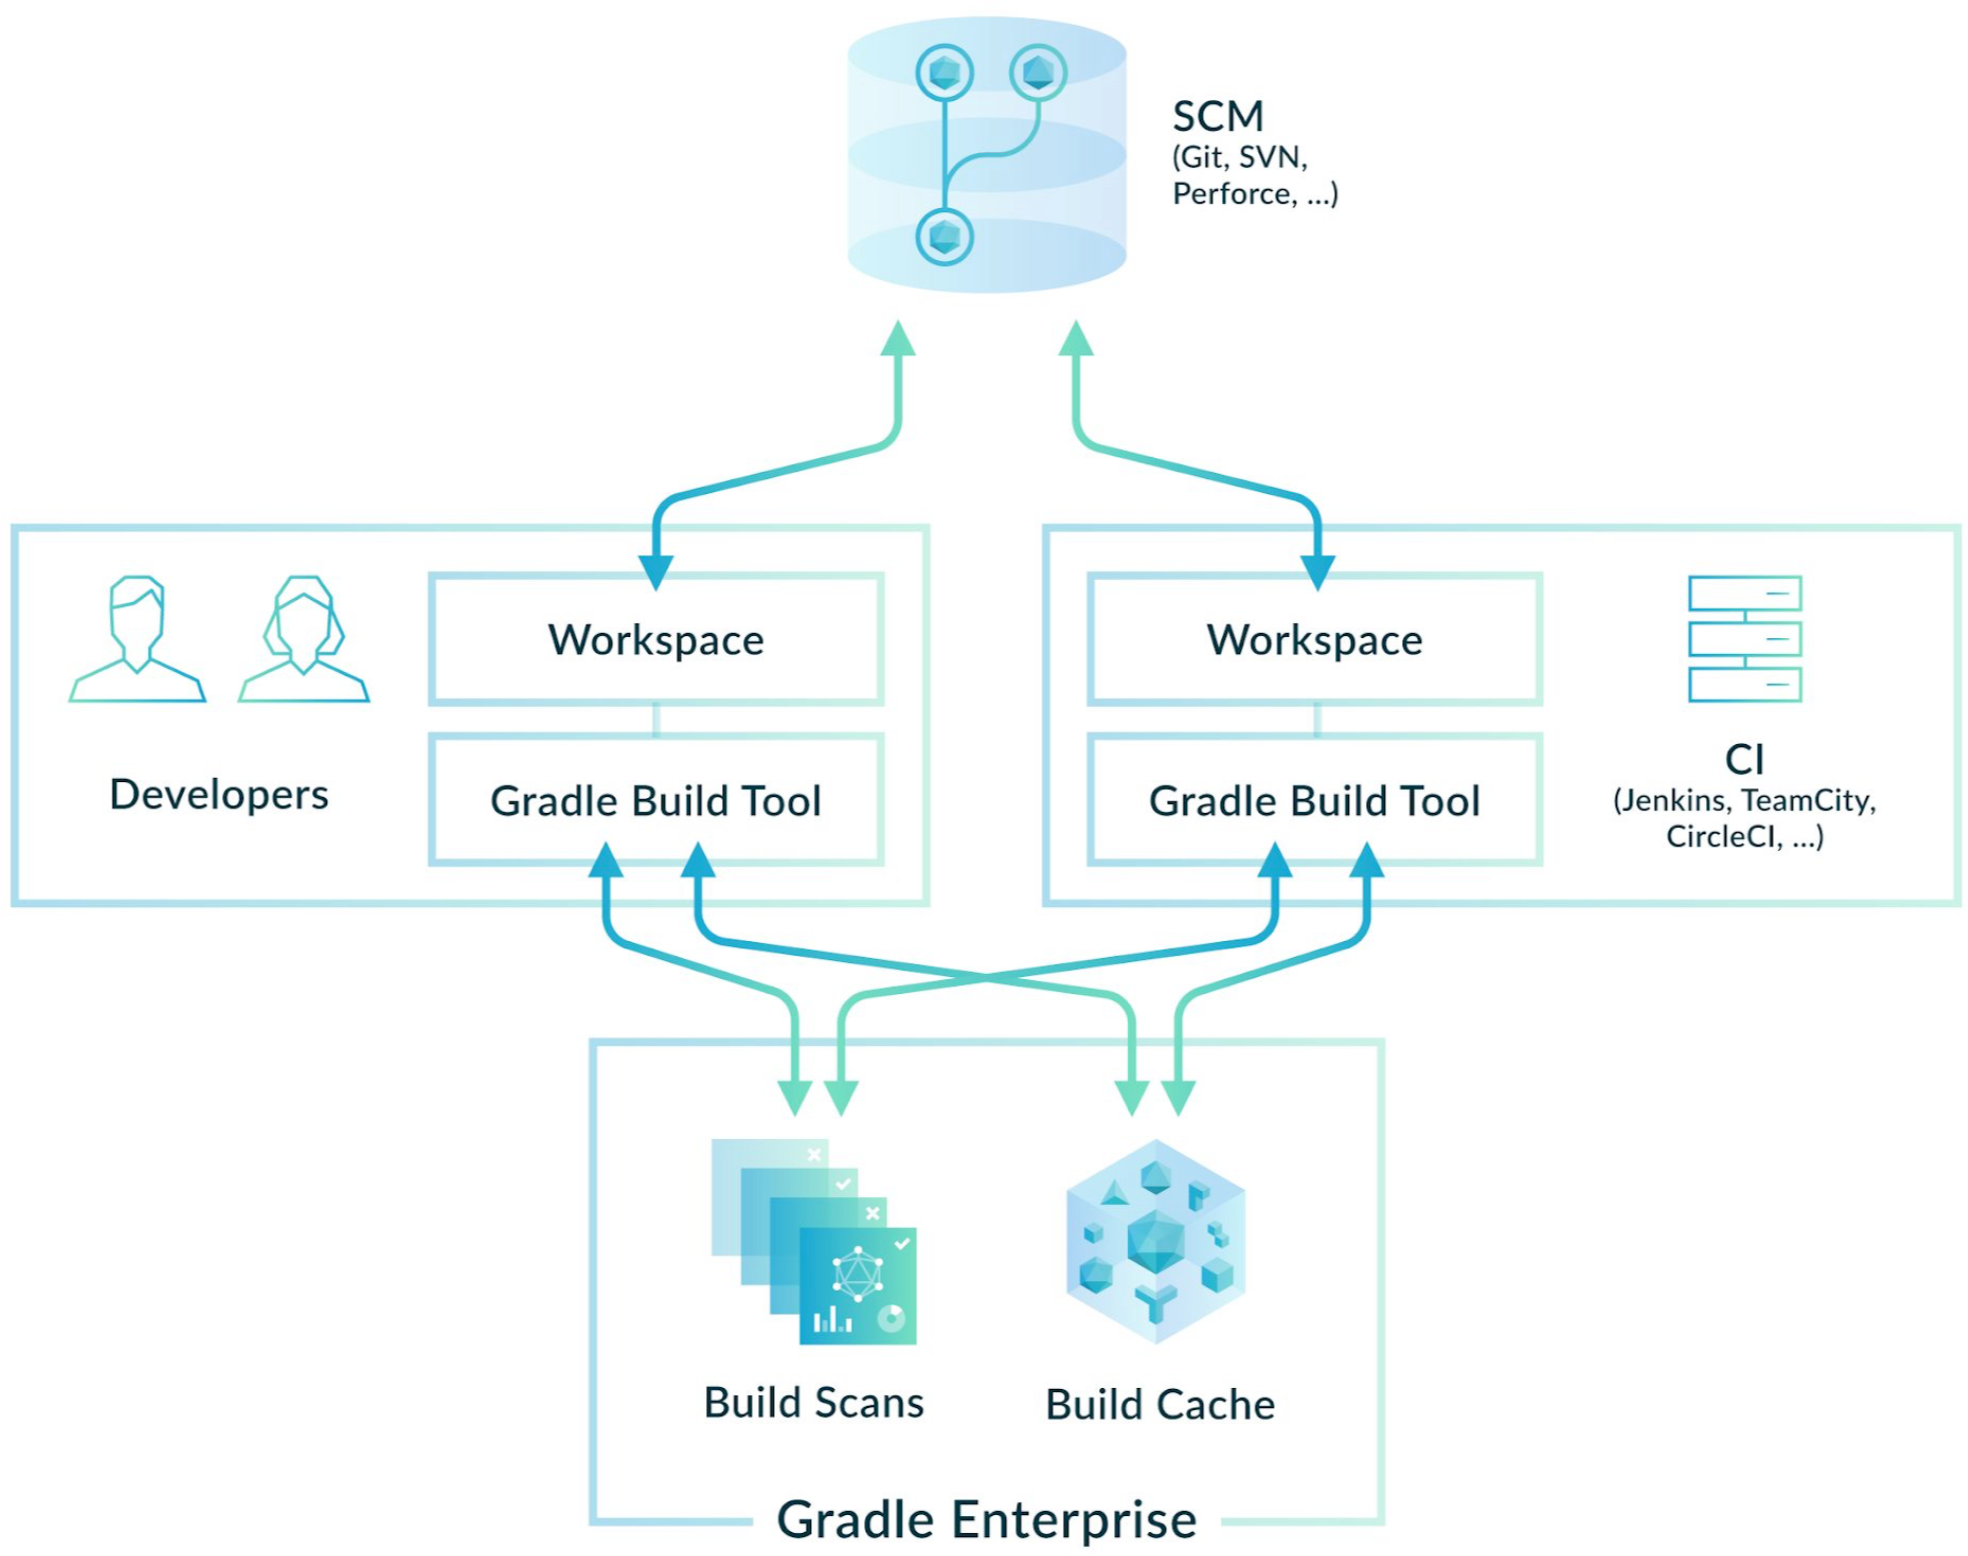 SCM
(Git, SVN,
Perforce, ...)
Workspace
Gradle Build Tool
Developers
Workspace
Gradle Build Tool
CI
(Jenkins, TeamCity,
CircleCI, ...)
Build Scans
Build Cache
Gradle Enterprise